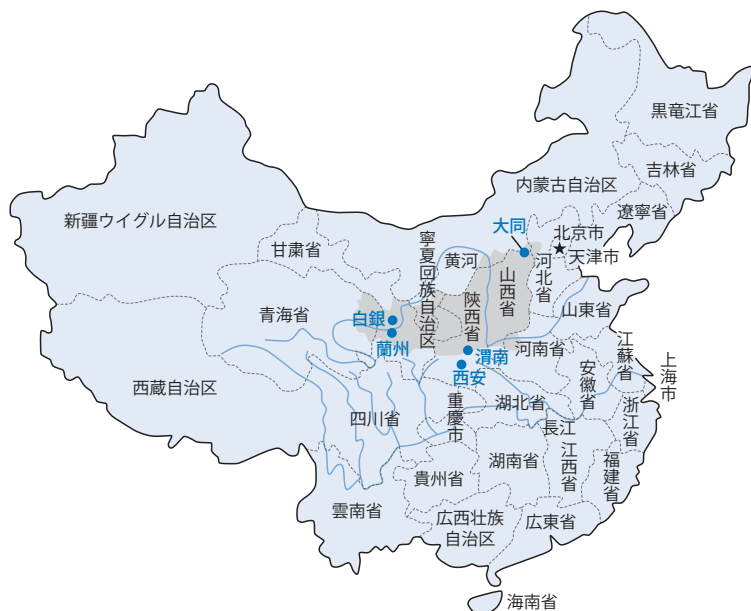 黒竜江省
吉林省
内蒙古自治区
遼寧省
新疆ウイグル自治区
大同
北京市
天津市
甘粛省
寧夏回族自治区
黄河
山西省
河北省
陝西省
山東省
青海省
白銀
蘭州
渭南
西安
河南省
江蘇省
安徽省
上海市
西蔵自治区
四川省
重慶市
湖北省
長江
浙江省
江西省
湖南省
福建省
貴州省
雲南省
広西壮族
自治区
広東省
海南省